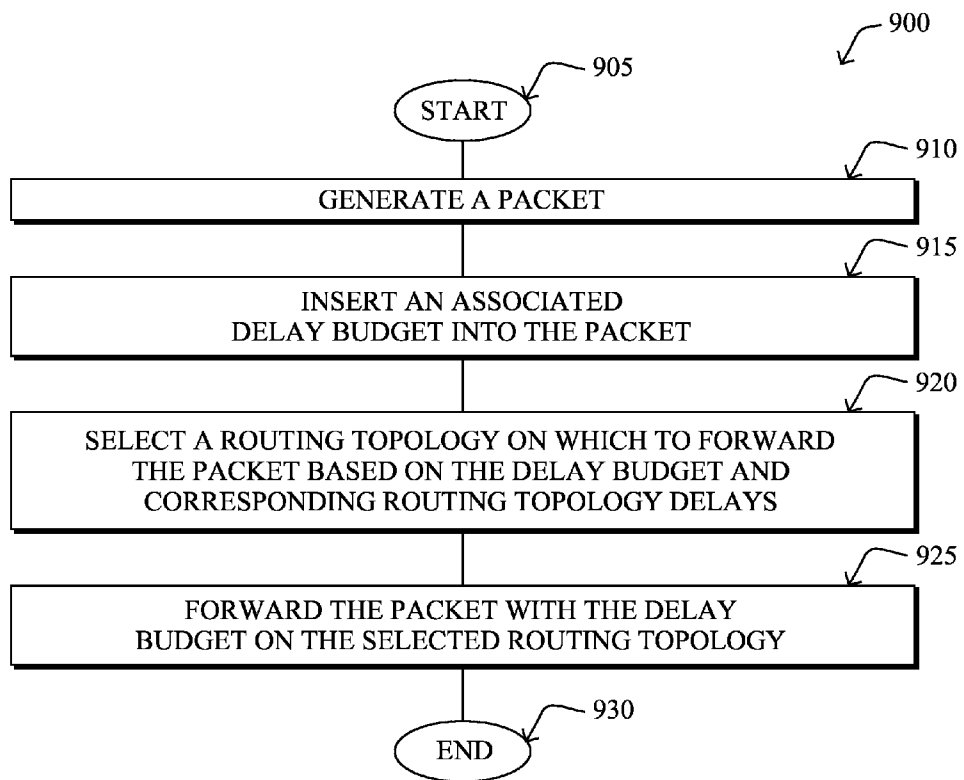 900
905
START
910
GENERATE A PACKET
915
INSERT AN ASSOCIATED
DELAY BUDGET INTO THE PACKET
920
SELECT A ROUTING TOPOLOGY ON WHICH TO FORWARD
THE PACKET BASED ON THE DELAY BUDGET AND
CORRESPONDING ROUTING TOPOLOGY DELAYS
925
FORWARD THE PACKET WITH THE DELAY
BUDGET ON THE SELECTED ROUTING TOPOLOGY
930
END